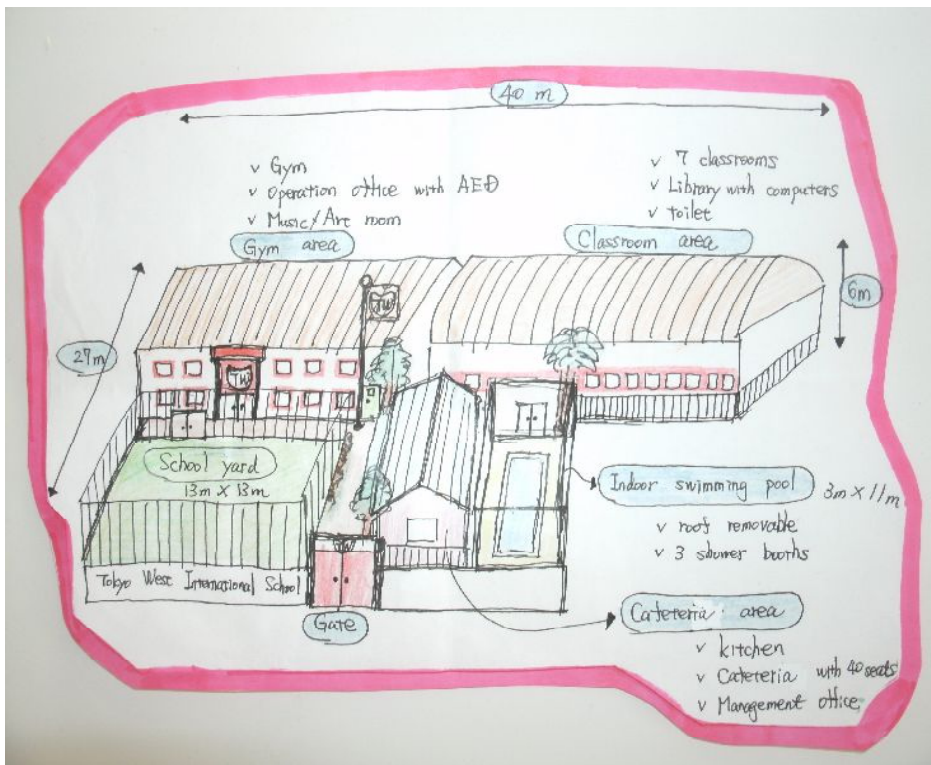 40 m
v Gym
v Operation office with AED
v Music/Art room
Gym area
v 7 classrooms
v Library with computers
v toilet
Classroom area
6m
27m
TW
TW
School yard
13m X 13m
Indoor swimming pool 3m X 11m
v roof removable
v 3 shower booths
Tokyo West International School
Gate
Cafeteria area
v kitchen
v Cafeteria with 40 seats
v Management office